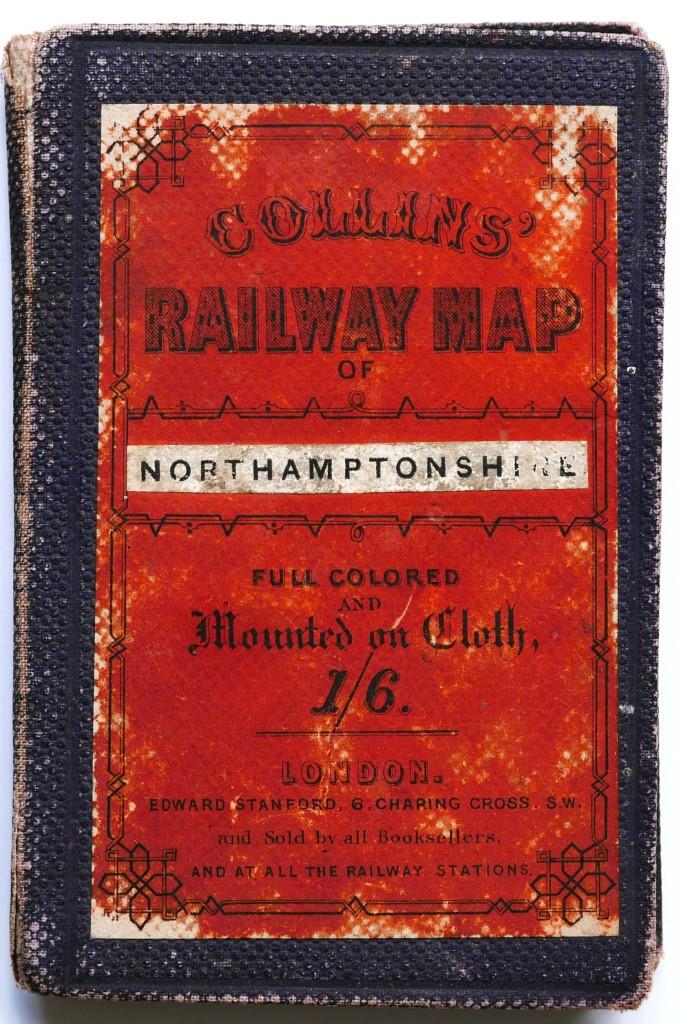 COLLINS'
RAILWAY MAP
OF
NORTHAMPTONSHIRE
FULL COLORED
AND
Mounted on Cloth,
1/6.
LONDON.
EDWARD STANFORD, 6. CHARING CROSS. S.W.
and Sold by all Booksellers,
AND AT ALL THE RAILWAY STATIONS.